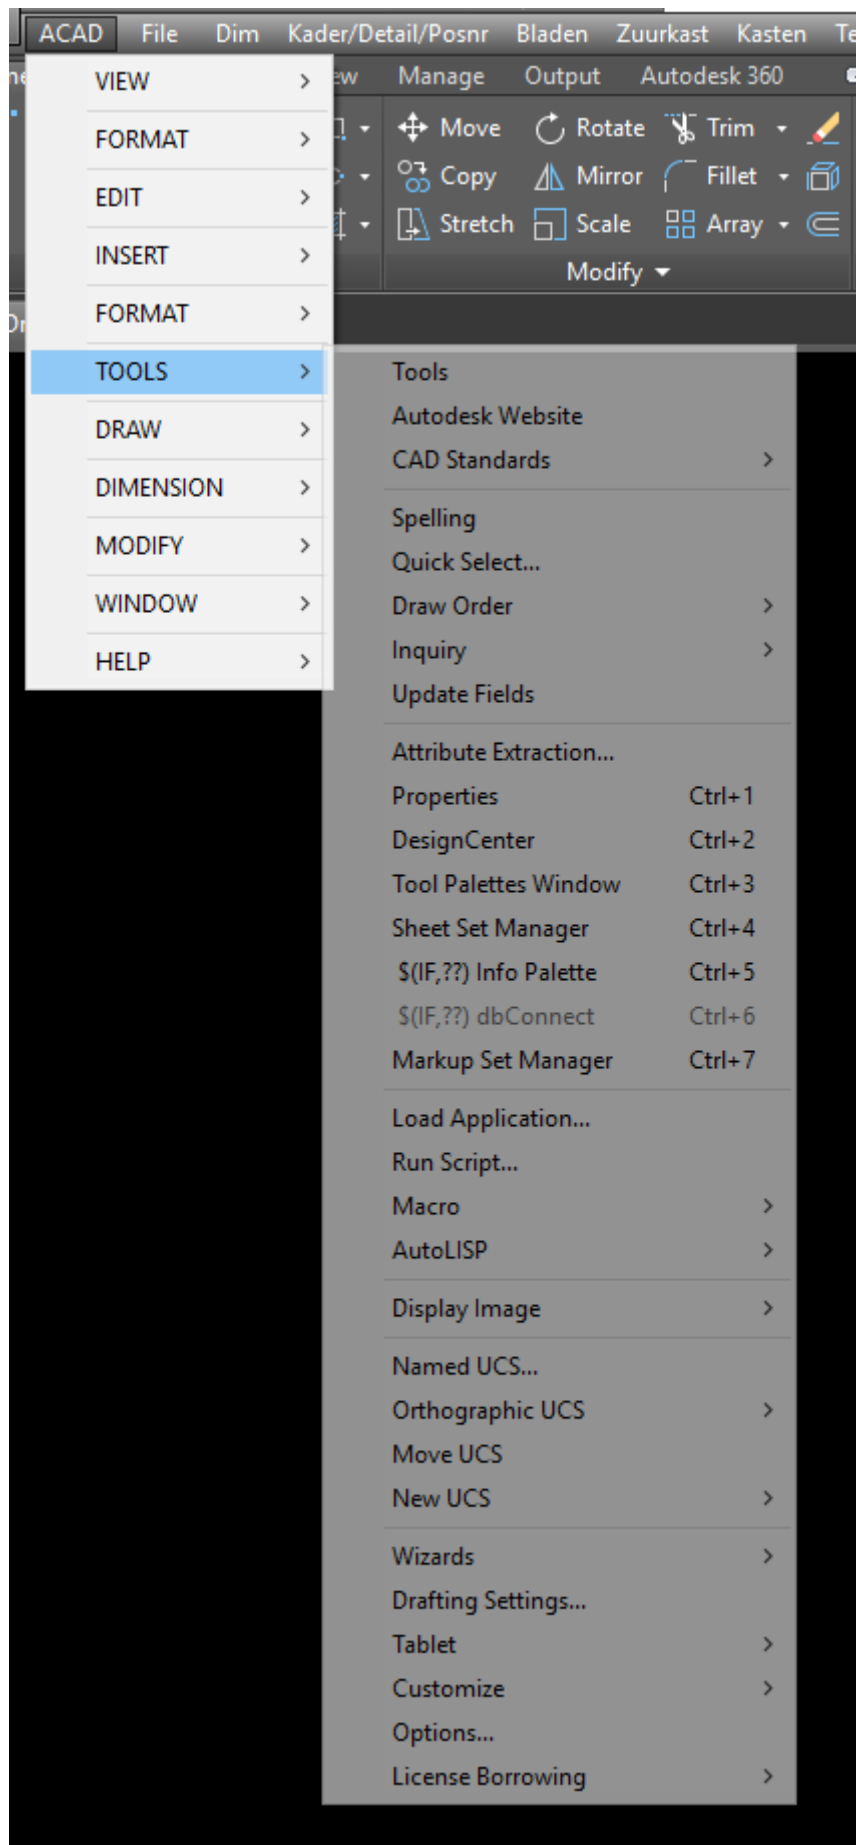 ACAD File Dim Kader/Detail/Posnr Bladen Zuurkast Kasten
Manage Output Autodesk 360
Move Rotate Trim
Copy Mirror Fillet
Stretch Scale Array
Modify
VIEW
FORMAT
EDIT
INSERT
FORMAT
TOOLS
DRAW
DIMENSION
MODIFY
WINDOW
HELP
Tools
Autodesk Website
CAD Standards
Spelling
Quick Select...
Draw Order
Inquiry
Update Fields
Attribute Extraction...
Properties Ctrl+1
DesignCenter Ctrl+2
Tool Palettes Window Ctrl+3
Sheet Set Manager Ctrl+4
$(IF,??) Info Palette Ctrl+5
$(IF,??) dbConnect Ctrl+6
Markup Set Manager Ctrl+7
Load Application...
Run Script...
Macro
AutoLISP
Display Image
Named UCS...
Orthographic UCS
Move UCS
New UCS
Wizards
Drafting Settings...
Tablet
Customize
Options...
License Borrowing